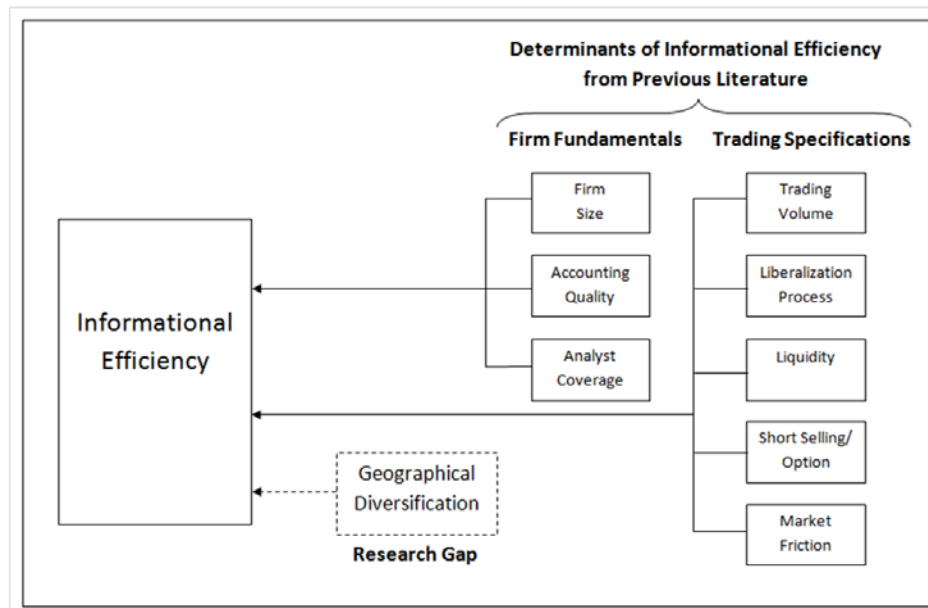 Determinants of Informational Efficiency
from Previous Literature
Firm Fundamentals
Trading Specifications
Firm
Size
Accounting
Quality
Analyst
Coverage
Trading
Volume
Liberalization
Process
Liquidity
Short Selling/
Option
Market
Friction
Informational
Efficiency
Geographical
Diversification
Research Gap